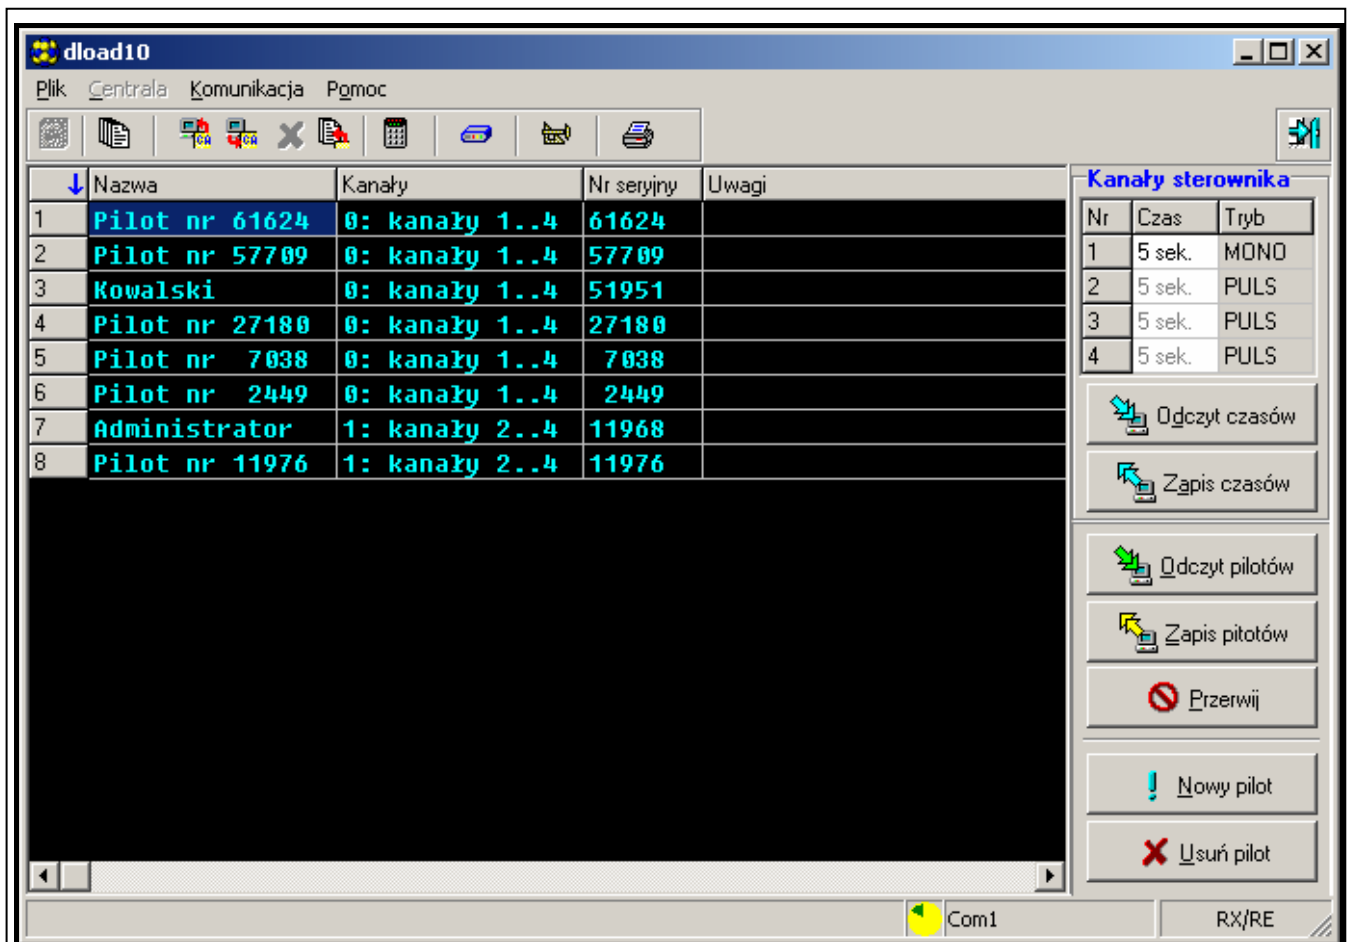 dload10
Plik Centrala Komunikacja Pomoc
Nazwa Kanały Nr seryjny Uwagi
1 Pilot nr 61624 0: kanały 1..4 61624
2 Pilot nr 57709 0: kanały 1..4 57709
3 Kowalski 0: kanały 1..4 51951
4 Pilot nr 27180 0: kanały 1..4 27180
5 Pilot nr 7038 0: kanały 1..4 7038
6 Pilot nr 2449 0: kanały 1..4 2449
7 Administrator 1: kanały 2..4 11968
8 Pilot nr 11976 1: kanały 2..4 11976
Kanały sterownika
Nr Czas Tryb
1 5 sek. MONO
2 5 sek. PULS
3 5 sek. PULS
4 5 sek. PULS
Odczyt czasów
Zapis czasów
Odczyt pilotów
Zapis pitotów
Przerwij
Nowy pilot
Usuń pilot
Com1 RX/RE